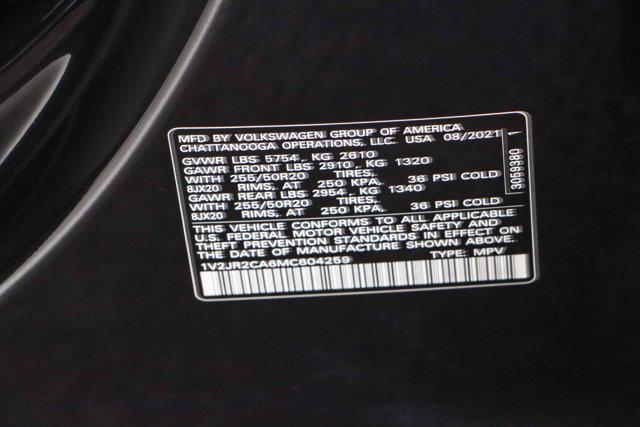 MFD BY VOLKSWAGEN GROUP OF AMERICA
CHATTANOOGA OPERATIONS, LLC. USA 08/2021
GVWR LBS 5754, KG 2610
GAWR FRONT LBS 2910, KG 1320
WITH 255/50R20 TIRES,
8JX20 RIMS, AT 250 KPA, 36 PSI COLD
GAWR REAR LBS 2954, KG 1340
WITH 255/50R20 TIRES,
8JX20 RIMS, AT 250 KPA, 36 PSI COLD
THIS VEHICLE CONFORMS TO ALL APPLICABLE
U.S. FEDERAL MOTOR VEHICLE SAFETY AND
THEFT PREVENTION STANDARDS IN EFFECT ON
THE DATE OF MANUFACTURE SHOWN ABOVE.
1V2JR2CA6MC604259 TYPE: MPV
3059380 1